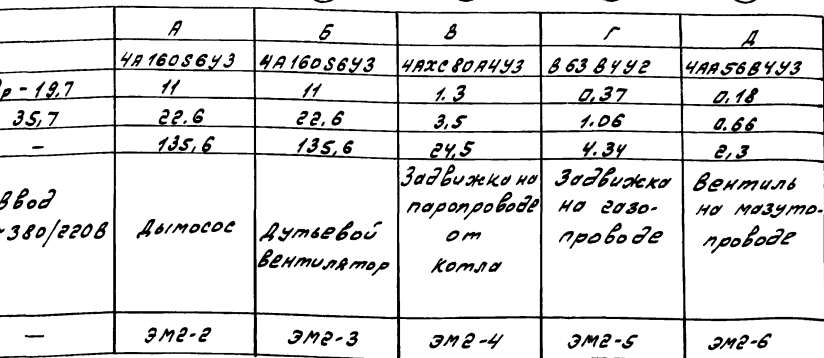 А Б В Г Д
4А160S6У3 4А160S6У3 4АХС80А4У3 В63В4У2 4АА56В4У3
р - 19,7 11 11 1.3 0,37 0.18
35,7 22.6 22,6 3,5 1.06 0.66
– 135,6 135,6 24,5 4.34 2,3
Ввод
~380/220В
Дымосос
Дутьевой
вентилятор
Задвижка на
паропроводе
от
котла
Задвижка
на газо-
проводе
Вентиль
на мазуто-
проводе
– ЭМ2-2 ЭМ2-3 ЭМ2-4 ЭМ2-5 ЭМ2-6